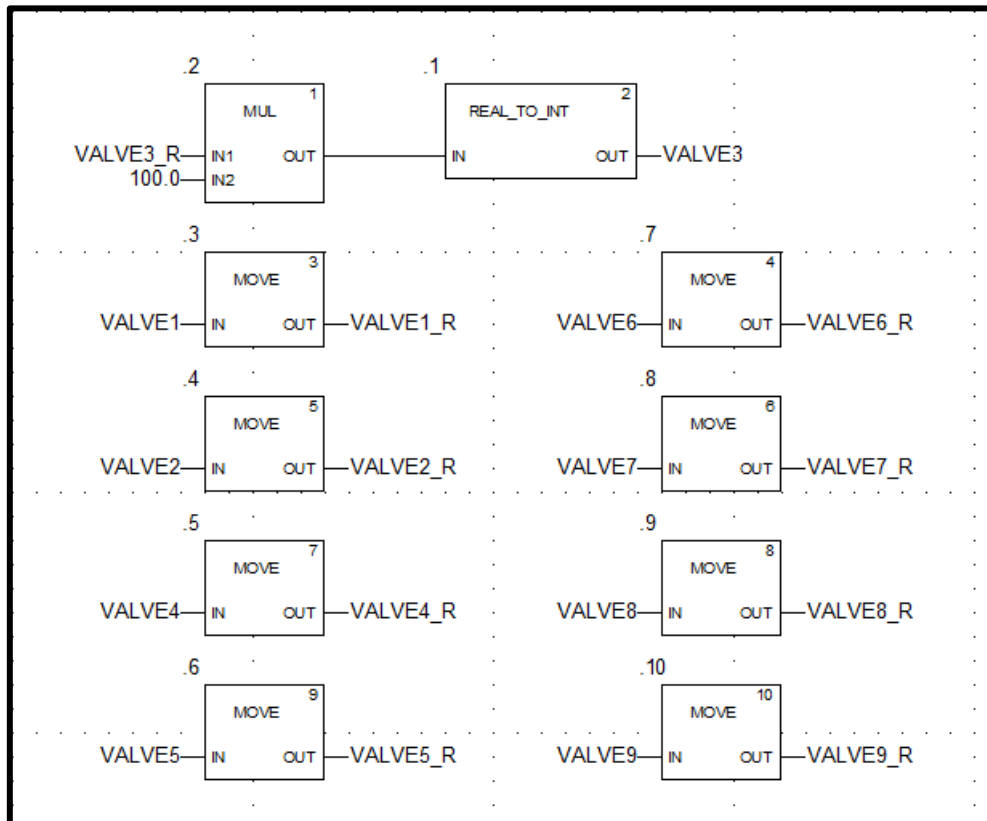 .2 .1
1 2
MUL REAL_TO_INT
VALVE3_R IN1 OUT IN OUT VALVE3
100.0 IN2
.3 .7
3 4
MOVE MOVE
VALVE1 IN OUT VALVE1_R VALVE6 IN OUT VALVE6_R
.4 .8
5 6
MOVE MOVE
VALVE2 IN OUT VALVE2_R VALVE7 IN OUT VALVE7_R
.5 .9
7 8
MOVE MOVE
VALVE4 IN OUT VALVE4_R VALVE8 IN OUT VALVE8_R
.6 .10
9 10
MOVE MOVE
VALVE5 IN OUT VALVE5_R VALVE9 IN OUT VALVE9_R